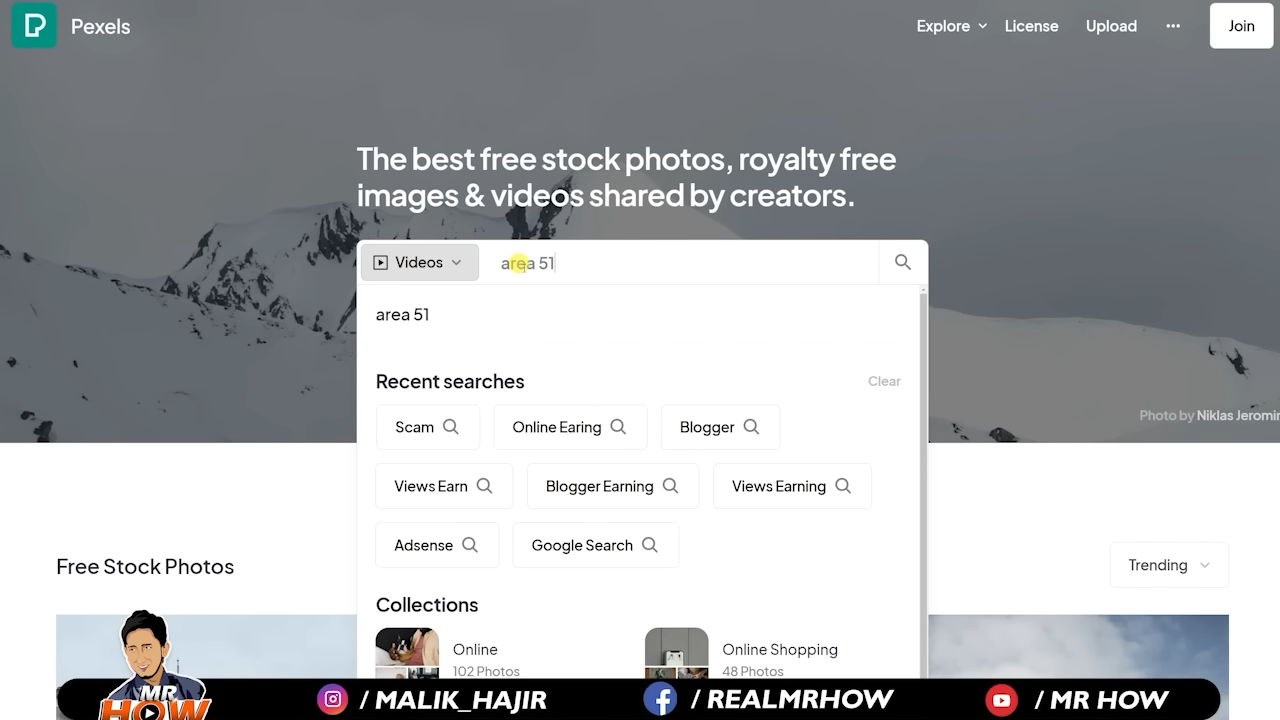 Pexels
Explore
License
Upload
Join
The best free stock photos, royalty free
images & videos shared by creators.
Videos
area 51
area 51
Recent searches
Clear
Scam
Online Earing
Blogger
Views Earn
Blogger Earning
Views Earning
Adsense
Google Search
Photo by Niklas Jeromin
Free Stock Photos
Trending
Collections
Online
102 Photos
Online Shopping
48 Photos
MR
HOW
/ MALIK_HAJIR
/ REALMRHOW
/ MR HOW